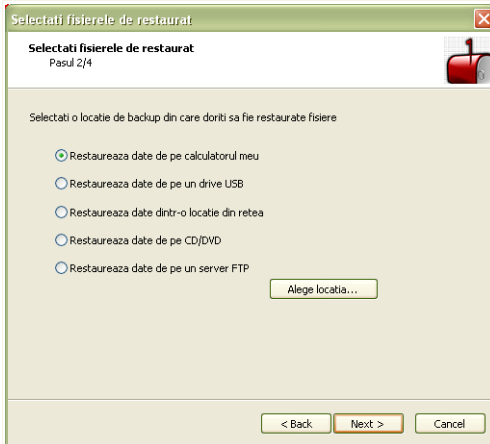 Selectati fisierele de restaurat
Selectati fisierele de restaurat
Pasul 2/4
Selectati o locatie de backup din care doriti sa fie restaurate fisiere
Restaureaza date de pe calculatorul meu
Restaureaza date de pe un drive USB
Restaureaza date dintr-o locatie din retea
Restaureaza date de pe CD/DVD
Restaureaza date de pe un server FTP
Alege locatia...
< Back Next > Cancel